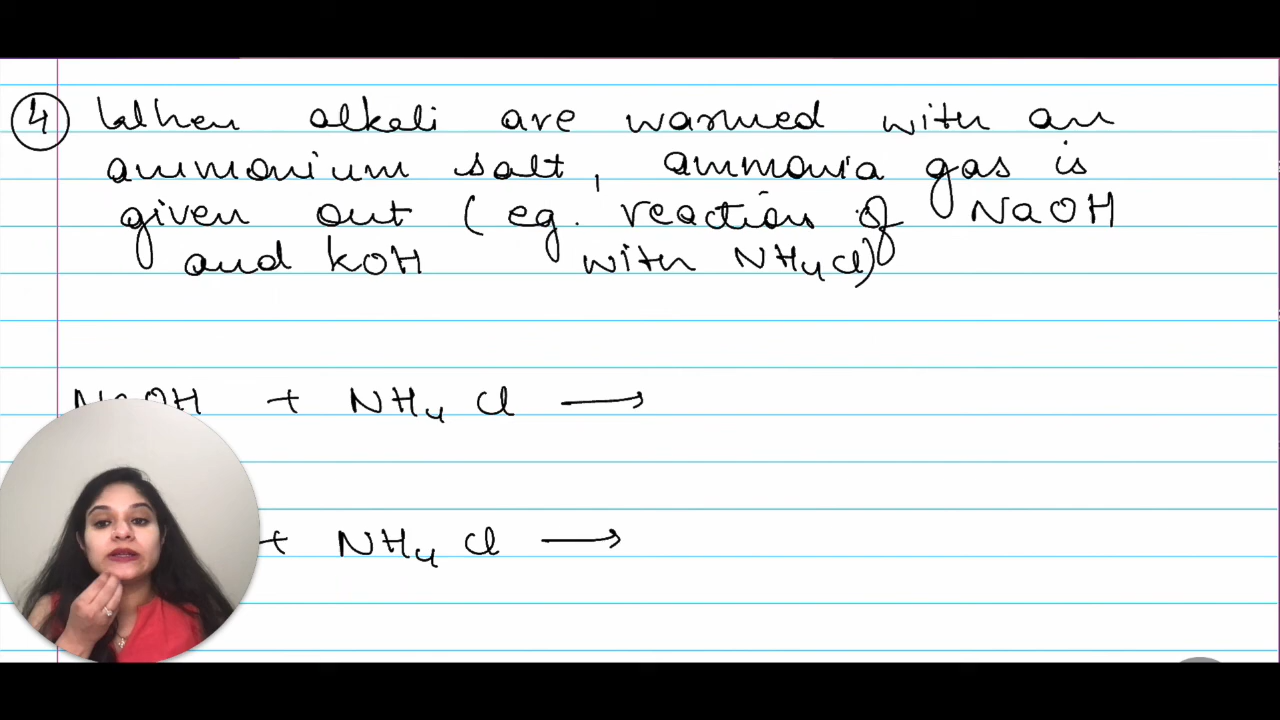 4 When alkali are warmed with an
ammonium salt, ammonia gas is
given out (eg. reaction of NaOH
and KOH with NH4Cl)
NaOH + NH4 Cl →
+ NH4 Cl →